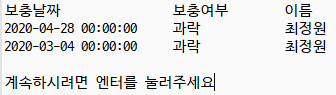 보충날짜 보충여부 이름
2020-04-28 00:00:00 과락 최정원
2020-03-04 00:00:00 과락 최정원
계속하시려면 엔터를 눌러주세요